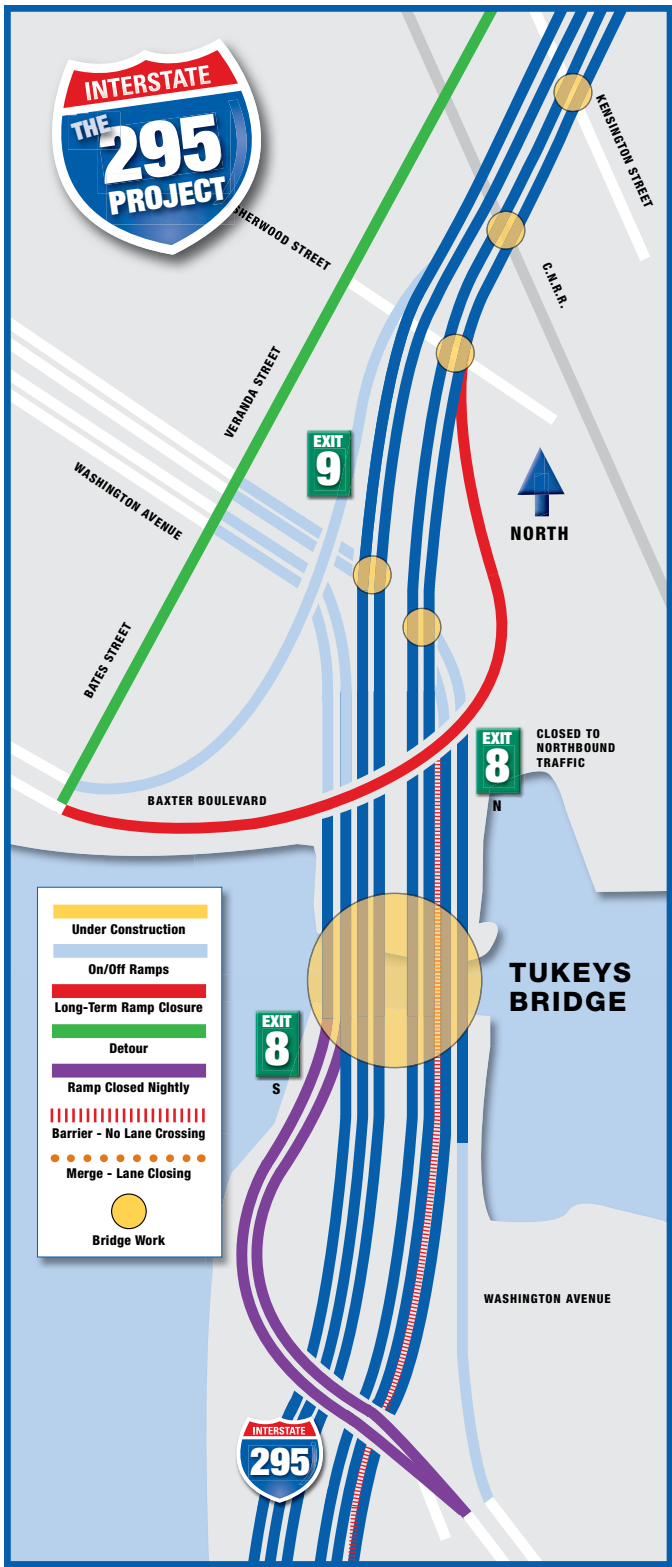 INTERSTATE
THE
295
PROJECT
KENSINGTON STREET
SHERWOOD STREET
C.N.R.R.
VERANDA STREET
EXIT
9
WASHINGTON AVENUE
NORTH
BATES STREET
EXIT
8
N
CLOSED TO
NORTHBOUND
TRAFFIC
BAXTER BOULEVARD
Under Construction
On/Off Ramps
Long-Term Ramp Closure
Detour
Ramp Closed Nightly
Barrier - No Lane Crossing
Merge - Lane Closing
Bridge Work
TUKEYS
BRIDGE
EXIT
8
S
WASHINGTON AVENUE
INTERSTATE
295